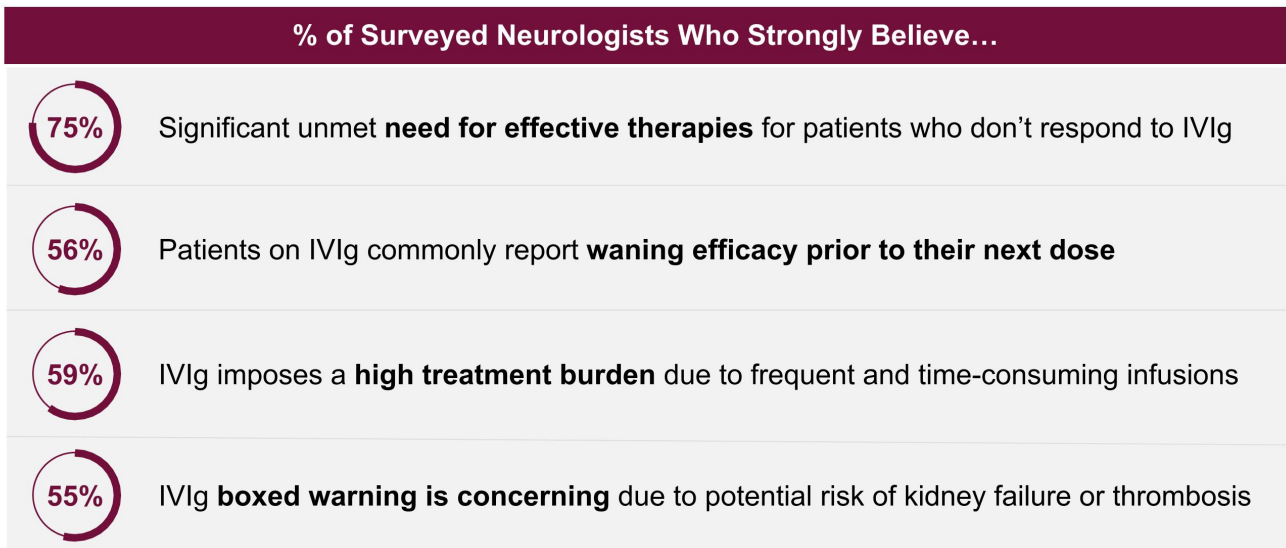 % of Surveyed Neurologists Who Strongly Believe…
75%
Significant unmet need for effective therapies for patients who don’t respond to IVIg
56%
Patients on IVIg commonly report waning efficacy prior to their next dose
59%
IVIg imposes a high treatment burden due to frequent and time-consuming infusions
55%
IVIg boxed warning is concerning due to potential risk of kidney failure or thrombosis